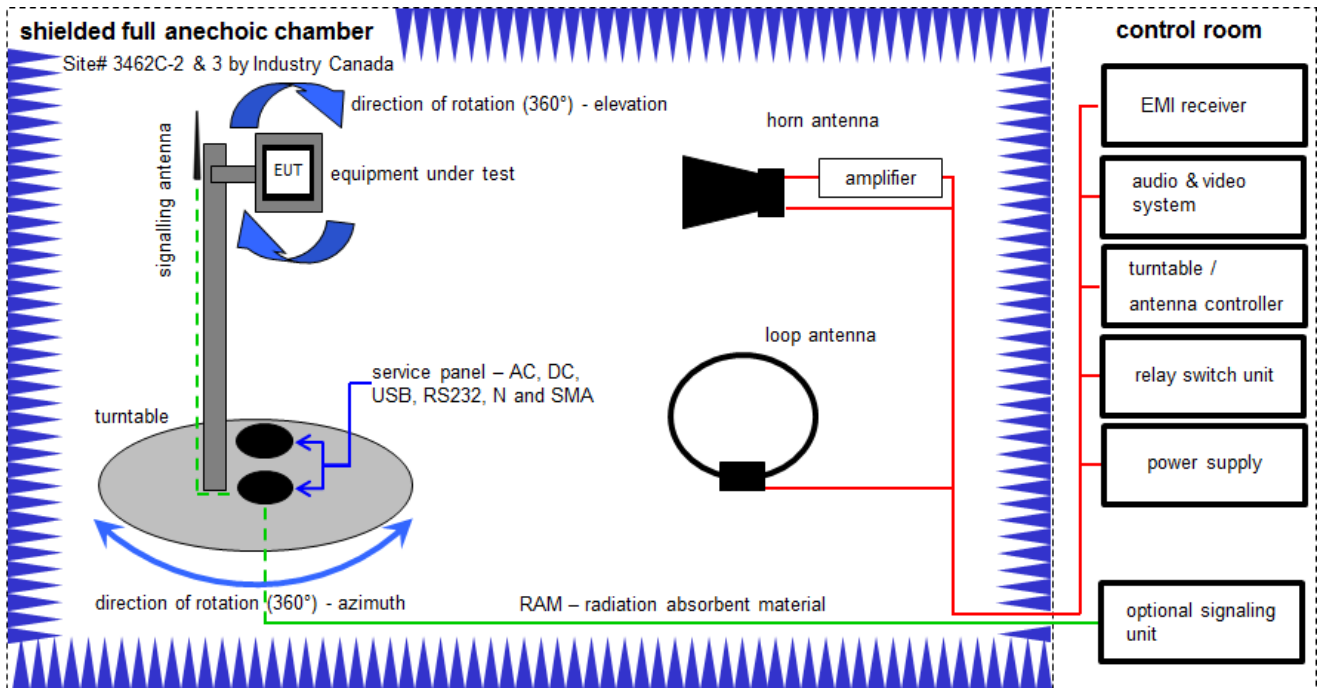 shielded full anechoic chamber
Site# 3462C-2 & 3 by Industry Canada
direction of rotation (360°) - elevation
signalling antenna
EUT
equipment under test
horn antenna
amplifier
loop antenna
service panel – AC, DC,
USB, RS232, N and SMA
turntable
direction of rotation (360°) - azimuth
RAM – radiation absorbent material
control room
EMI receiver
audio & video
system
turntable /
antenna controller
relay switch unit
power supply
optional signaling
unit